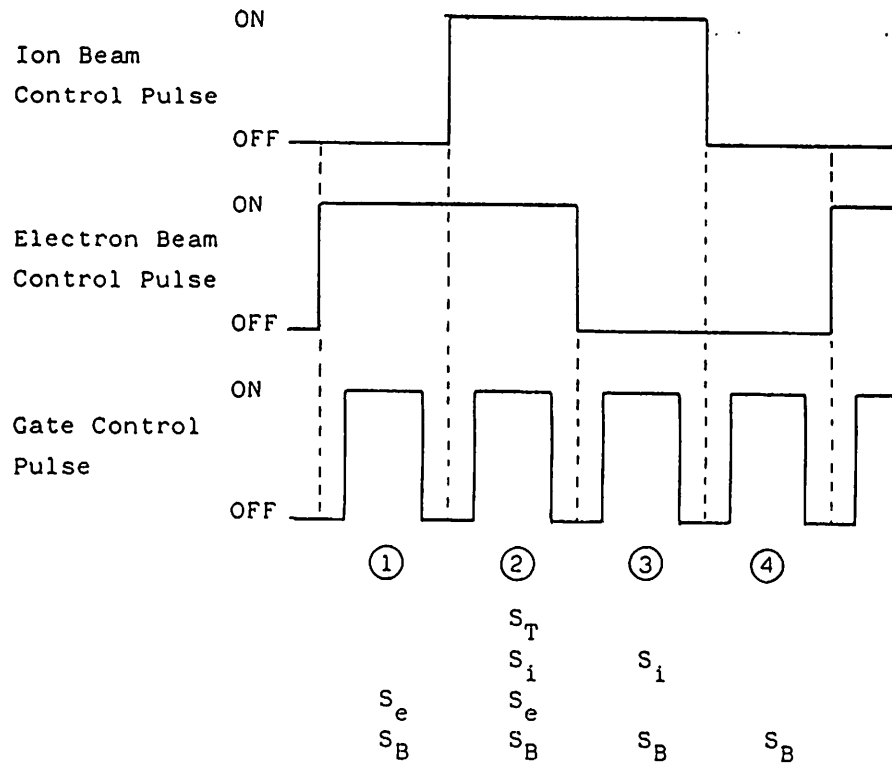 ON
Ion Beam
Control Pulse
OFF
ON
Electron Beam
Control Pulse
OFF
ON
Gate Control
Pulse
OFF
1 2 3 4
S_T
S_i S_i
S_e S_e
S_B S_B S_B S_B